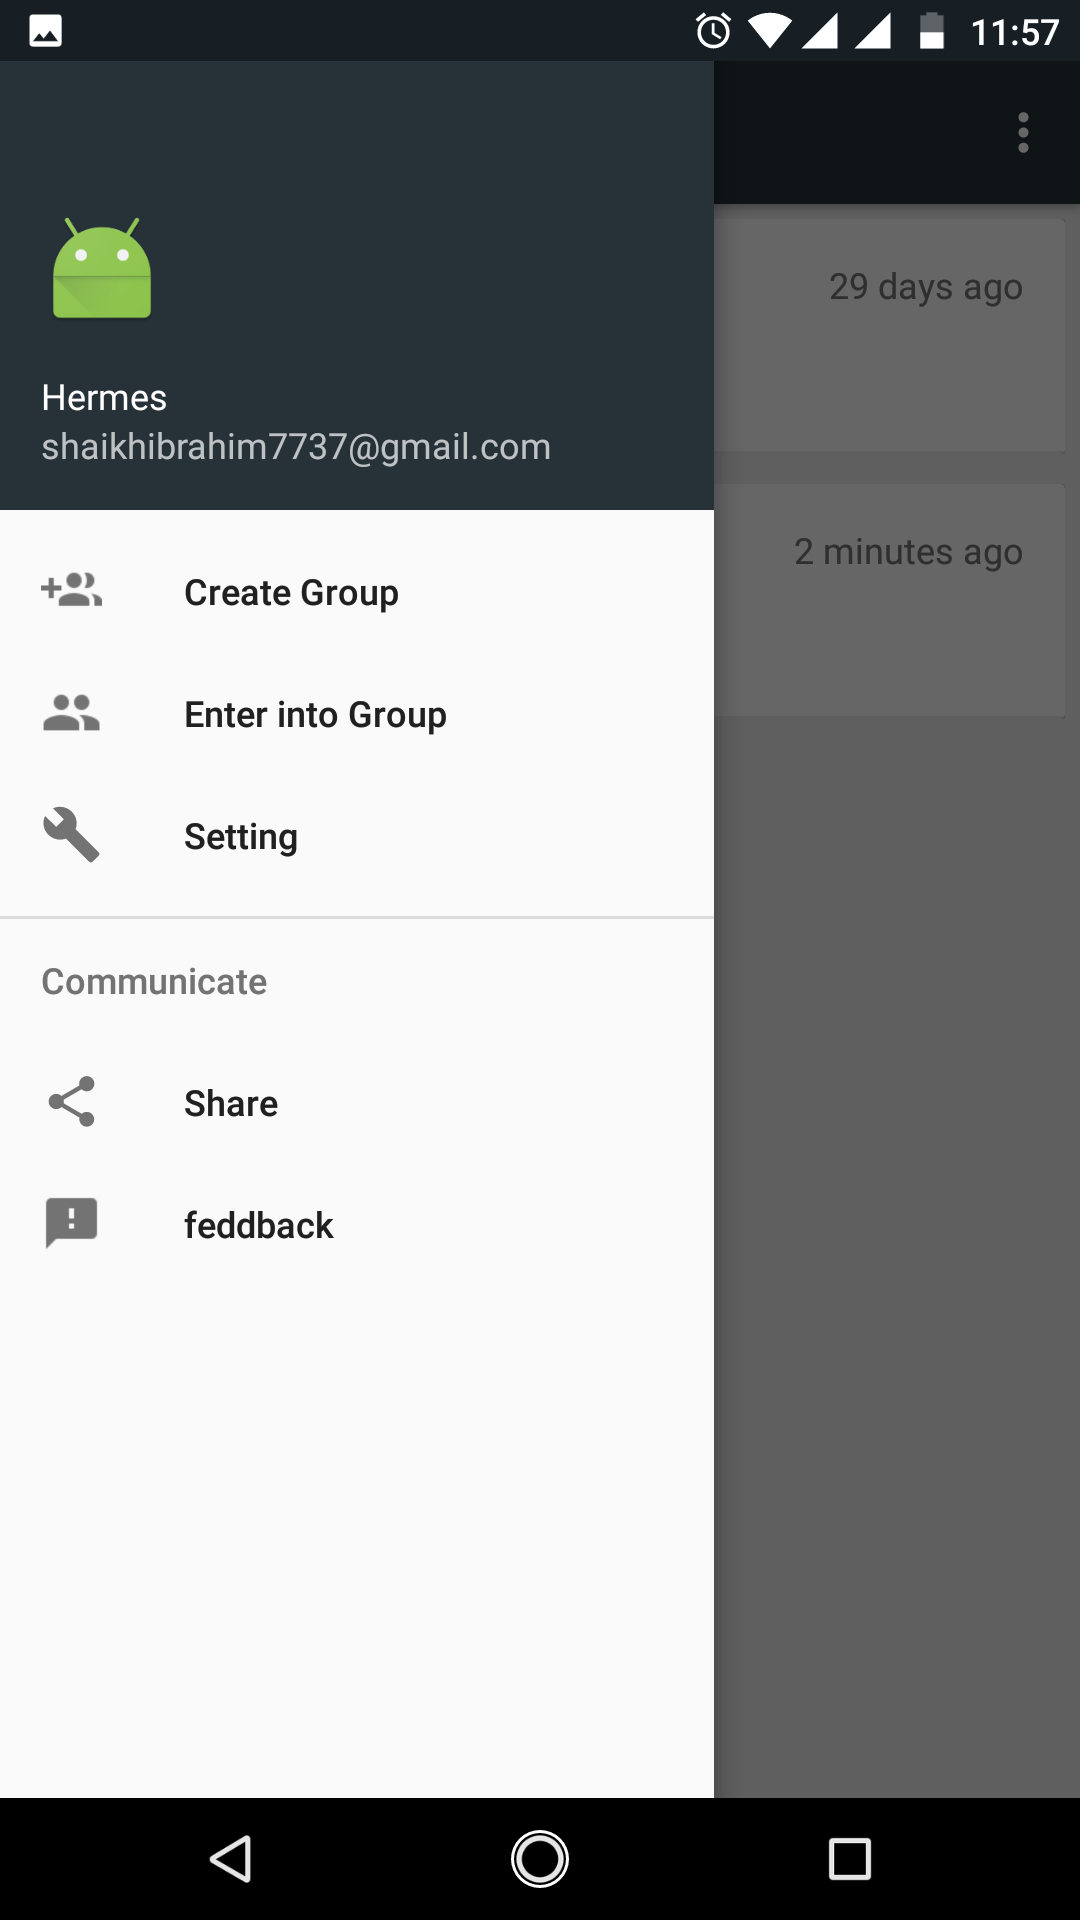 11:57
29 days ago
Hermes
shaikhibrahim7737@gmail.com
2 minutes ago
Create Group
Enter into Group
Setting
Communicate
Share
feddback